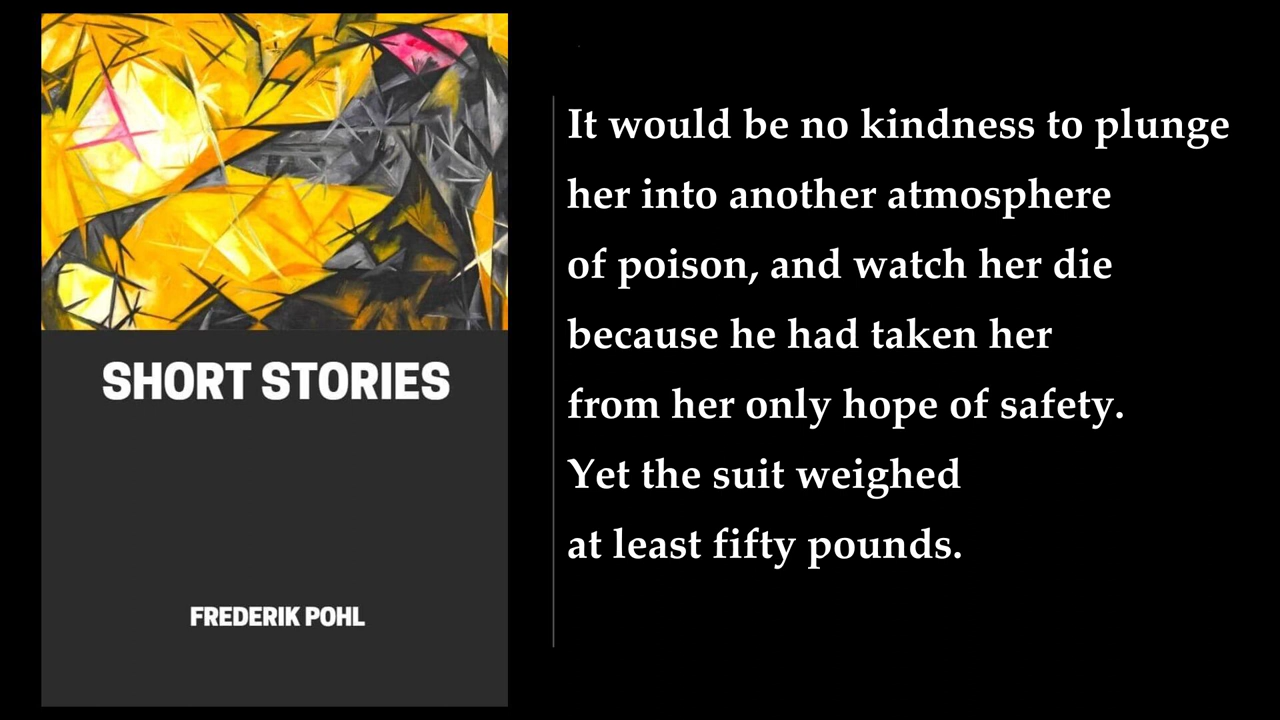 SHORT STORIES
FREDERIK POHL
It would be no kindness to plunge
her into another atmosphere
of poison, and watch her die
because he had taken her
from her only hope of safety.
Yet the suit weighed
at least fifty pounds.